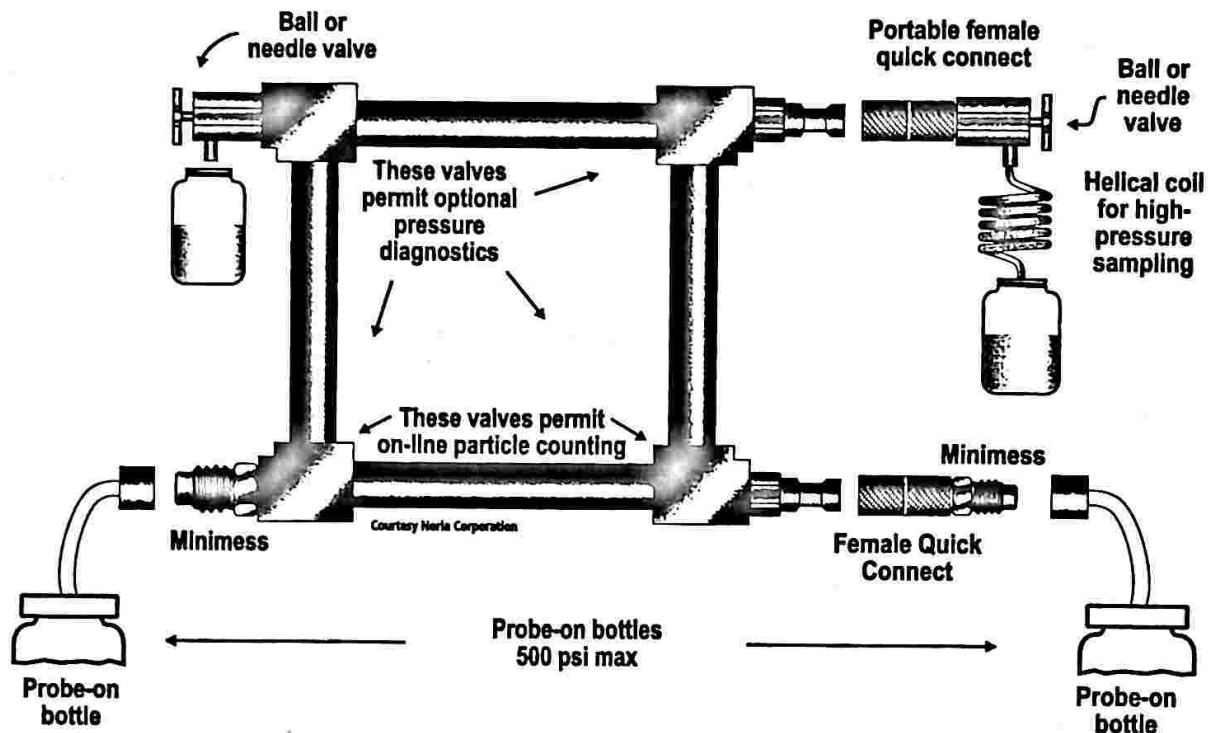 Ball or
needle valve
Portable female
quick connect
Ball or
needle
valve
These valves
permit optional
pressure
diagnostics
Helical coil
for high-
pressure
sampling
These valves permit
on-line particle counting
Minimess
Courtesy Noria Corporation
Minimess
Female Quick
Connect
Probe-on bottles
500 psi max
Probe-on
bottle
Probe-on
bottle